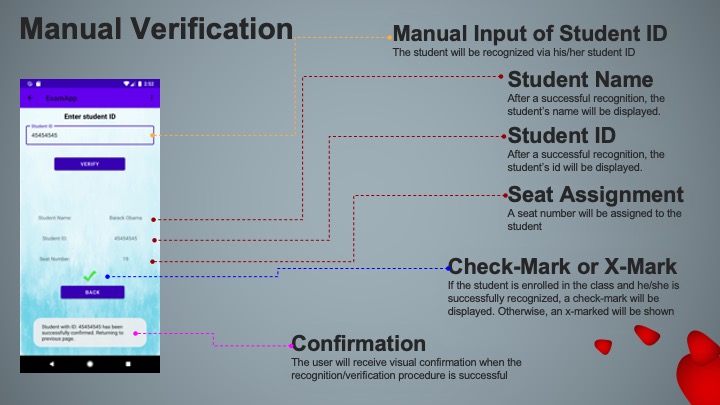 Manual Verification
Manual Input of Student ID
The student will be recognized via his/her student ID
Student Name
After a successful recognition, the
student's name will be displayed.
Student ID
After a successful recognition, the
student's id will be displayed.
Seat Assignment
A seat number will be assigned to the
student
Check-Mark or X-Mark
If the student is enrolled in the class and he/she is
successfully recognized, a check-mark will be
displayed. Otherwise, an x-marked will be shown
Confirmation
The user will receive visual confirmation when the
recognition/verification procedure is successful
2:52
ExamApp
Enter student ID
Student ID
45454545
VERIFY
Student Name: Barack Obama
Student ID: 45454545
Seat Number: 19
BACK
Student with ID: 45454545 has been
successfully confirmed. Returning to
previous page.